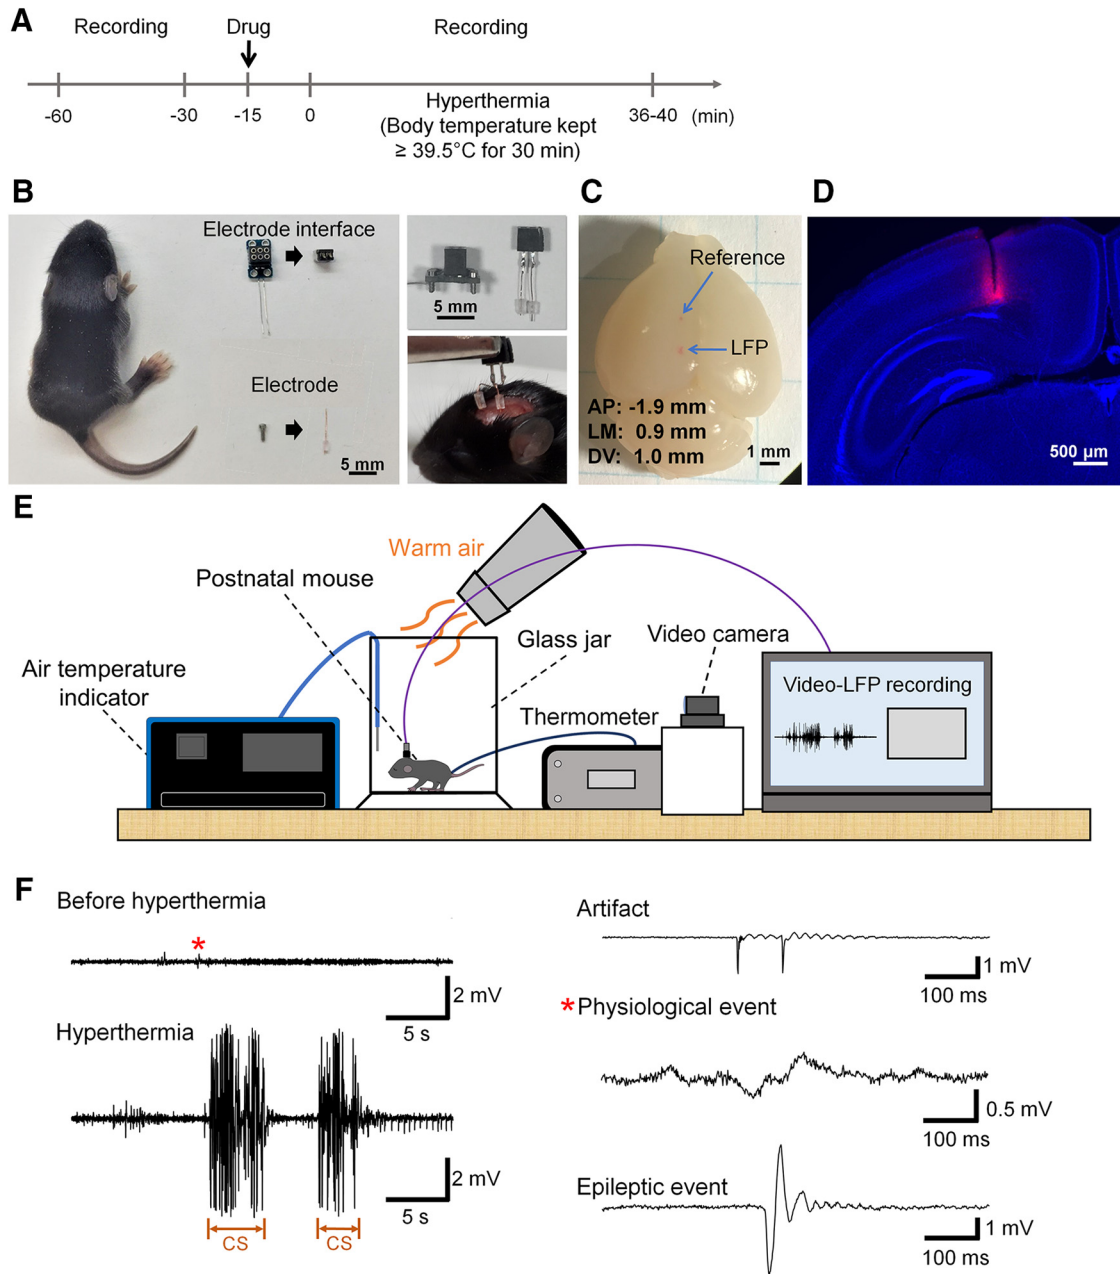 A
Recording
Drug
Recording
-60
-30
-15
0
Hyperthermia
(Body temperature kept
≥ 39.5°C for 30 min)
36-40
(min)
B
Electrode interface
Electrode
5 mm
5 mm
C
Reference
LFP
AP: -1.9 mm
LM: 0.9 mm
DV: 1.0 mm
1 mm
D
500 µm
E
Warm air
Postnatal mouse
Glass jar
Video camera
Air temperature
indicator
Thermometer
Video-LFP recording
F
Before hyperthermia
*
2 mV
5 s
Hyperthermia
2 mV
5 s
CS
CS
Artifact
1 mV
100 ms
*Physiological event
0.5 mV
100 ms
Epileptic event
1 mV
100 ms